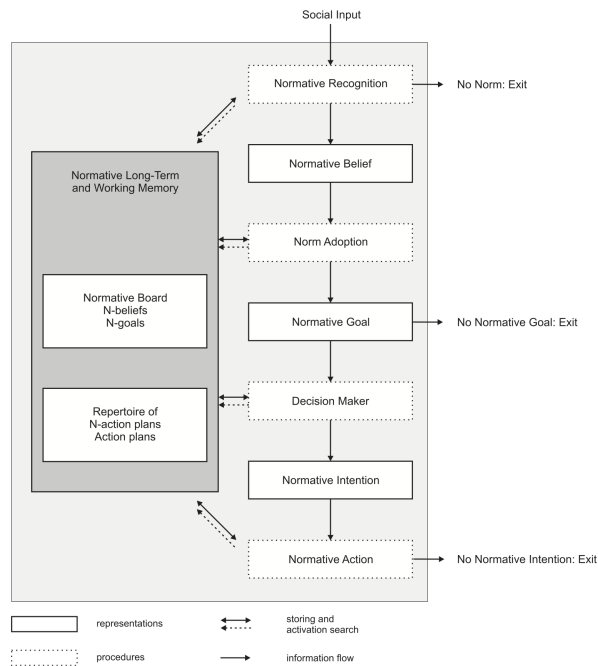 Social Input
Normative Recognition
No Norm: Exit
Normative Long-Term
and Working Memory
Normative Belief
Norm Adoption
Normative Board
N-beliefs
N-goals
Normative Goal
No Normative Goal: Exit
Repertoire of
N-action plans
Action plans
Decision Maker
Normative Intention
Normative Action
No Normative Intention: Exit
representations
storing and
activation search
procedures
information flow